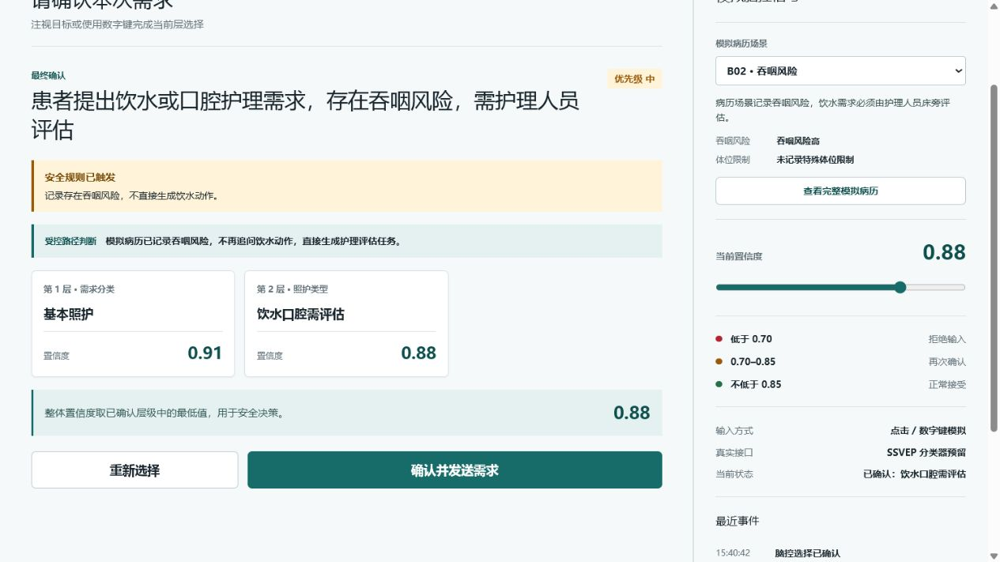 请确认本次需求
注视目标或使用数字键完成当前层选择
最终确认
优先级 中
患者提出饮水或口腔护理需求，存在吞咽风险，需护理人员
评估
安全规则已触发
记录存在吞咽风险，不直接生成饮水动作。
受控路径判断 模拟病历已记录吞咽风险，不再追问饮水动作，直接生成护理评估任务。
第 1 层 • 需求分类
基本照护
置信度 0.91
第 2 层 • 照护类型
饮水口腔需评估
置信度 0.88
整体置信度取已确认层级中的最低值，用于安全决策。 0.88
重新选择
确认并发送需求
模拟病历场景
B02 • 吞咽风险
病历场景记录吞咽风险，饮水需求必须由护理人员床旁评
估。
吞咽风险 吞咽风险高
体位限制 未记录特殊体位限制
查看完整模拟病历
当前置信度 0.88
低于 0.70 拒绝输入
0.70–0.85 再次确认
不低于 0.85 正常接受
输入方式 点击 / 数字键模拟
真实接口 SSVEP 分类器预留
当前状态 已确认：饮水口腔需评估
最近事件
15:40:42 脑控选择已确认